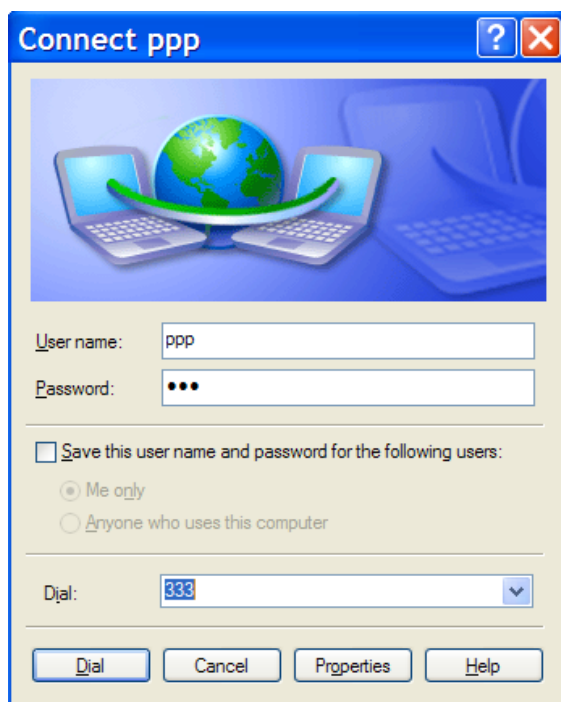 Connect ppp
User name: ppp
Password: •••
Save this user name and password for the following users:
Me only
Anyone who uses this computer
Dial: 333
Dial Cancel Properties Help